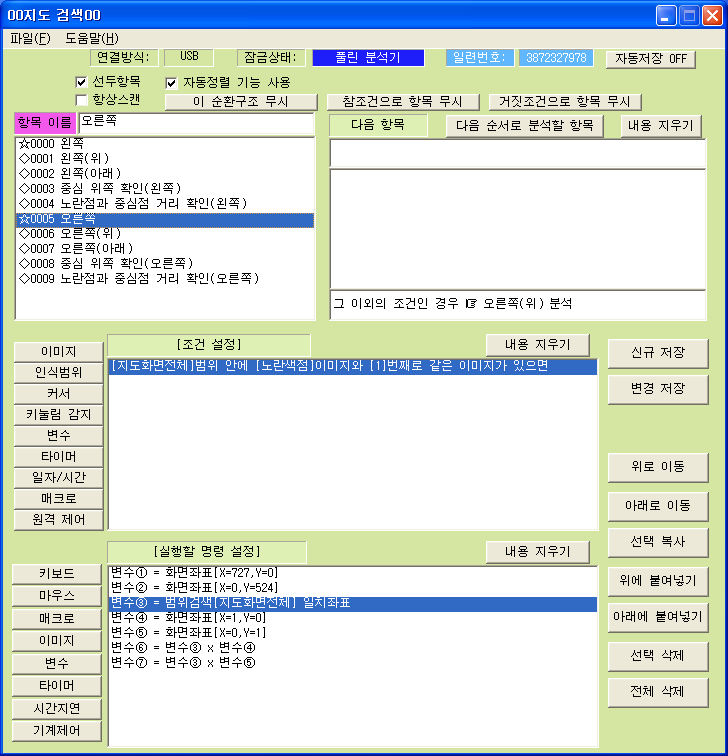 00지도 검색00
파일(F) 도움말(H)
연결방식: USB 잠금상태: 풀린 분석기 일련번호: 3872327978 자동저장 OFF
선두항목 자동정렬 기능 사용
항상스캔 이 순환구조 무시 참조건으로 항목 무시 거짓조건으로 항목 무시
항목 이름 오른쪽 다음 항목 다음 순서로 분석할 항목 내용 지우기
☆0000 왼쪽
◇0001 왼쪽(위)
◇0002 왼쪽(아래)
◇0003 중심 위쪽 확인(왼쪽)
◇0004 노란점과 중심점 거리 확인(왼쪽)
☆0005 오른쪽
◇0006 오른쪽(위)
◇0007 오른쪽(아래)
◇0008 중심 위쪽 확인(오른쪽)
◇0009 노란점과 중심점 거리 확인(오른쪽)
그 이외의 조건인 경우 ☞ 오른쪽(위) 분석
[조건 설정] 내용 지우기
이미지
인식범위
커서
키눌림 감지
변수
타이머
일자/시간
매크로
원격 제어
[지도화면전체]범위 안에 [노란색점]이미지와 [1]번째로 같은 이미지가 있으면
신규 저장
변경 저장
위로 이동
아래로 이동
선택 복사
위에 붙여넣기
아래에 붙여넣기
선택 삭제
전체 삭제
[실행할 명령 설정] 내용 지우기
키보드
마우스
매크로
이미지
변수
타이머
시간지연
기계제어
변수① = 화면좌표[X=727,Y=0]
변수② = 화면좌표[X=0,Y=524]
변수③ = 범위검색[지도화면전체] 일치좌표
변수④ = 화면좌표[X=1,Y=0]
변수⑤ = 화면좌표[X=0,Y=1]
변수⑥ = 변수③ x 변수④
변수⑦ = 변수③ x 변수⑤